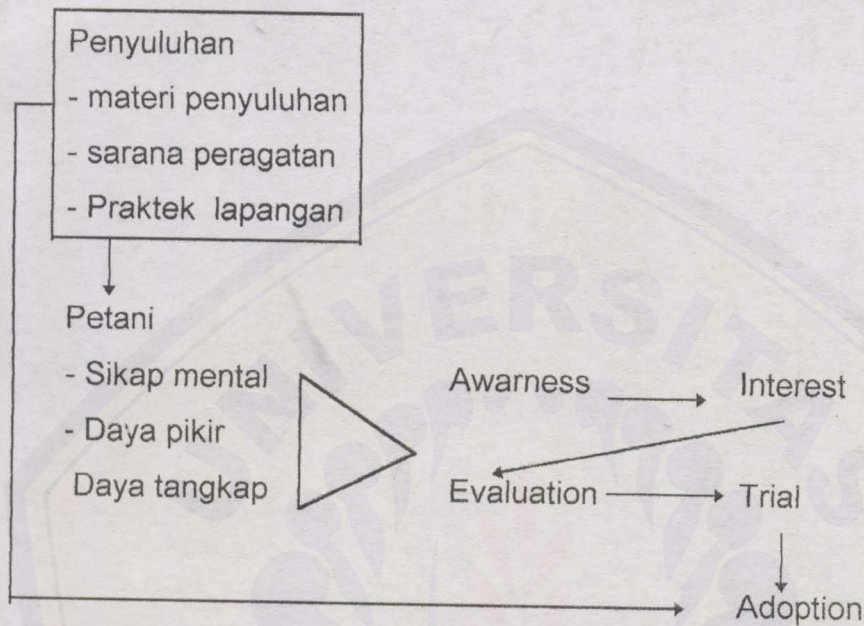 Penyuluhan
- materi penyuluhan
- sarana peragatan
- Praktek lapangan
Petani
- Sikap mental
- Daya pikir
Daya tangkap
Awarness
Interest
Evaluation
Trial
Adoption
UNIVERSITAS